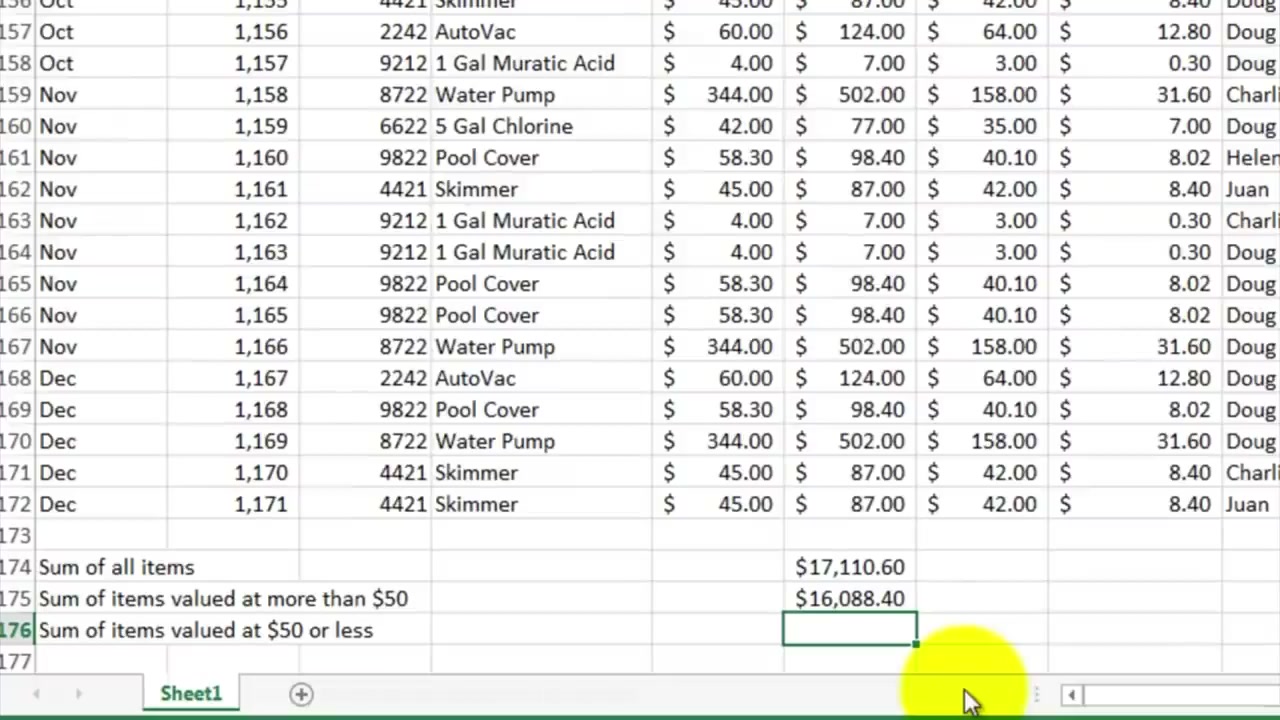 156 Oct 1,155 4421 Skimmer $ 45.00 $ 87.00 $ 42.00 $ 8.40 Doug
157 Oct 1,156 2242 AutoVac $ 60.00 $ 124.00 $ 64.00 $ 12.80 Doug
158 Oct 1,157 9212 1 Gal Muratic Acid $ 4.00 $ 7.00 $ 3.00 $ 0.30 Doug
159 Nov 1,158 8722 Water Pump $ 344.00 $ 502.00 $ 158.00 $ 31.60 Charli
160 Nov 1,159 6622 5 Gal Chlorine $ 42.00 $ 77.00 $ 35.00 $ 7.00 Doug
161 Nov 1,160 9822 Pool Cover $ 58.30 $ 98.40 $ 40.10 $ 8.02 Helen
162 Nov 1,161 4421 Skimmer $ 45.00 $ 87.00 $ 42.00 $ 8.40 Juan
163 Nov 1,162 9212 1 Gal Muratic Acid $ 4.00 $ 7.00 $ 3.00 $ 0.30 Charli
164 Nov 1,163 9212 1 Gal Muratic Acid $ 4.00 $ 7.00 $ 3.00 $ 0.30 Doug
165 Nov 1,164 9822 Pool Cover $ 58.30 $ 98.40 $ 40.10 $ 8.02 Doug
166 Nov 1,165 9822 Pool Cover $ 58.30 $ 98.40 $ 40.10 $ 8.02 Doug
167 Nov 1,166 8722 Water Pump $ 344.00 $ 502.00 $ 158.00 $ 31.60 Doug
168 Dec 1,167 2242 AutoVac $ 60.00 $ 124.00 $ 64.00 $ 12.80 Doug
169 Dec 1,168 9822 Pool Cover $ 58.30 $ 98.40 $ 40.10 $ 8.02 Doug
170 Dec 1,169 8722 Water Pump $ 344.00 $ 502.00 $ 158.00 $ 31.60 Doug
171 Dec 1,170 4421 Skimmer $ 45.00 $ 87.00 $ 42.00 $ 8.40 Charli
172 Dec 1,171 4421 Skimmer $ 45.00 $ 87.00 $ 42.00 $ 8.40 Juan
173
174 Sum of all items $17,110.60
175 Sum of items valued at more than $50 $16,088.40
176 Sum of items valued at $50 or less
177
Sheet1